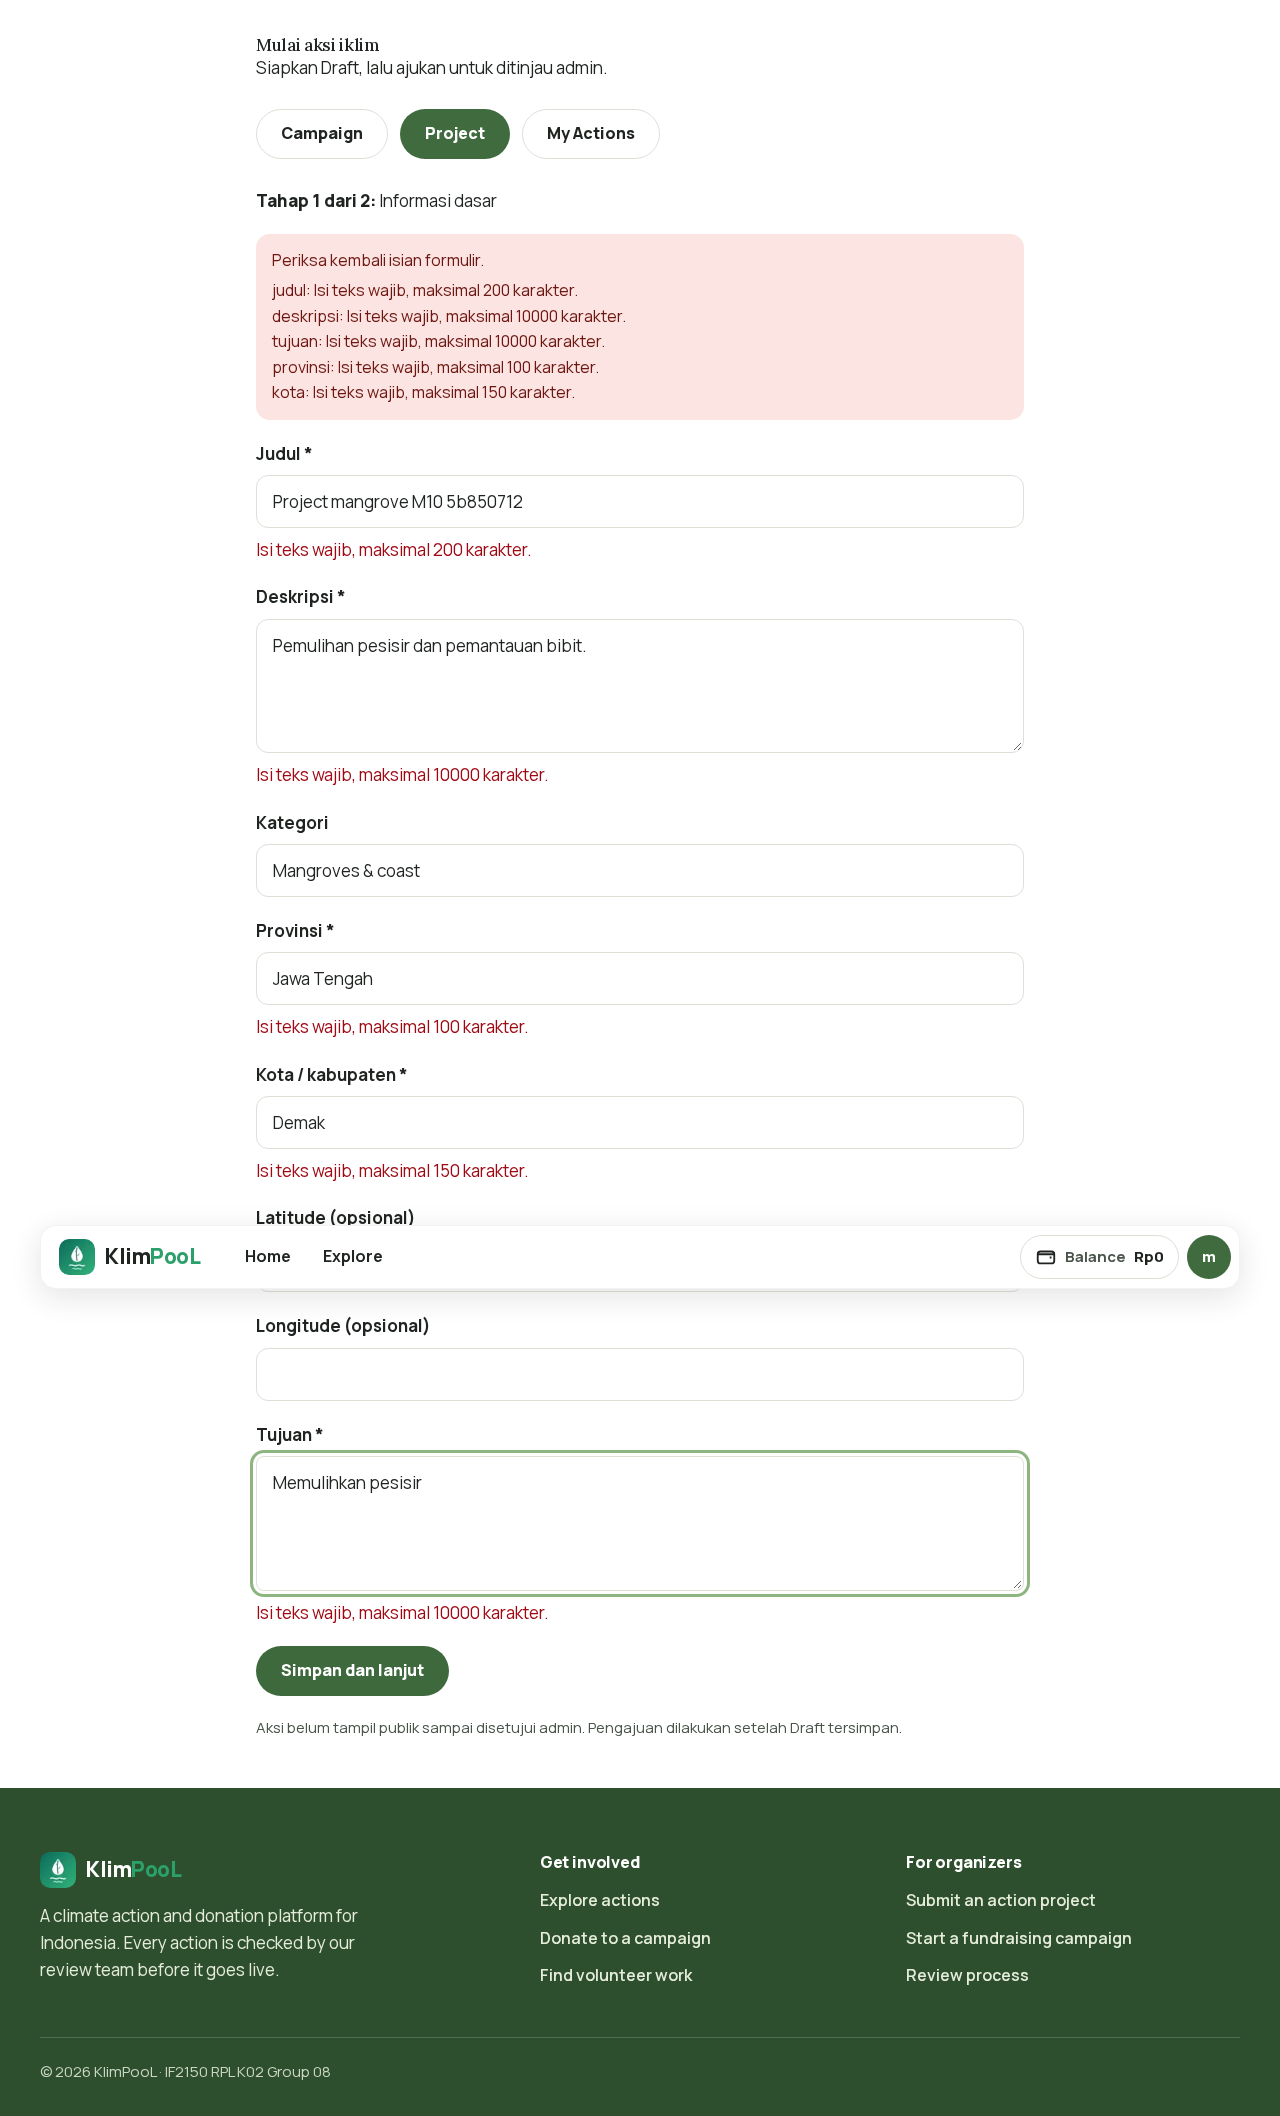 Mulai aksi iklim
Siapkan Draft, lalu ajukan untuk ditinjau admin.
Campaign
Project
My Actions
Tahap 1 dari 2: Informasi dasar
Periksa kembali isian formulir.
judul: Isi teks wajib, maksimal 200 karakter.
deskripsi: Isi teks wajib, maksimal 10000 karakter.
tujuan: Isi teks wajib, maksimal 10000 karakter.
provinsi: Isi teks wajib, maksimal 100 karakter.
kota: Isi teks wajib, maksimal 150 karakter.
Judul *
Project mangrove M10 5b850712
Isi teks wajib, maksimal 200 karakter.
Deskripsi *
Pemulihan pesisir dan pemantauan bibit.
Isi teks wajib, maksimal 10000 karakter.
Kategori
Mangroves & coast
Provinsi *
Jawa Tengah
Isi teks wajib, maksimal 100 karakter.
Kota / kabupaten *
Demak
Isi teks wajib, maksimal 150 karakter.
Latitude (opsional)
KlimPooL
Home
Explore
Balance Rp0
m
Longitude (opsional)
Tujuan *
Memulihkan pesisir
Isi teks wajib, maksimal 10000 karakter.
Simpan dan lanjut
Aksi belum tampil publik sampai disetujui admin. Pengajuan dilakukan setelah Draft tersimpan.
KlimPooL
A climate action and donation platform for
Indonesia. Every action is checked by our
review team before it goes live.
Get involved
Explore actions
Donate to a campaign
Find volunteer work
For organizers
Submit an action project
Start a fundraising campaign
Review process
© 2026 KlimPooL · IF2150 RPL K02 Group 08